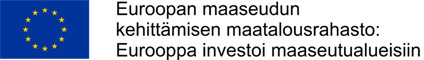 Euroopan maaseudun
kehittämisen maatalousrahasto:
Eurooppa investoi maaseutualueisiin